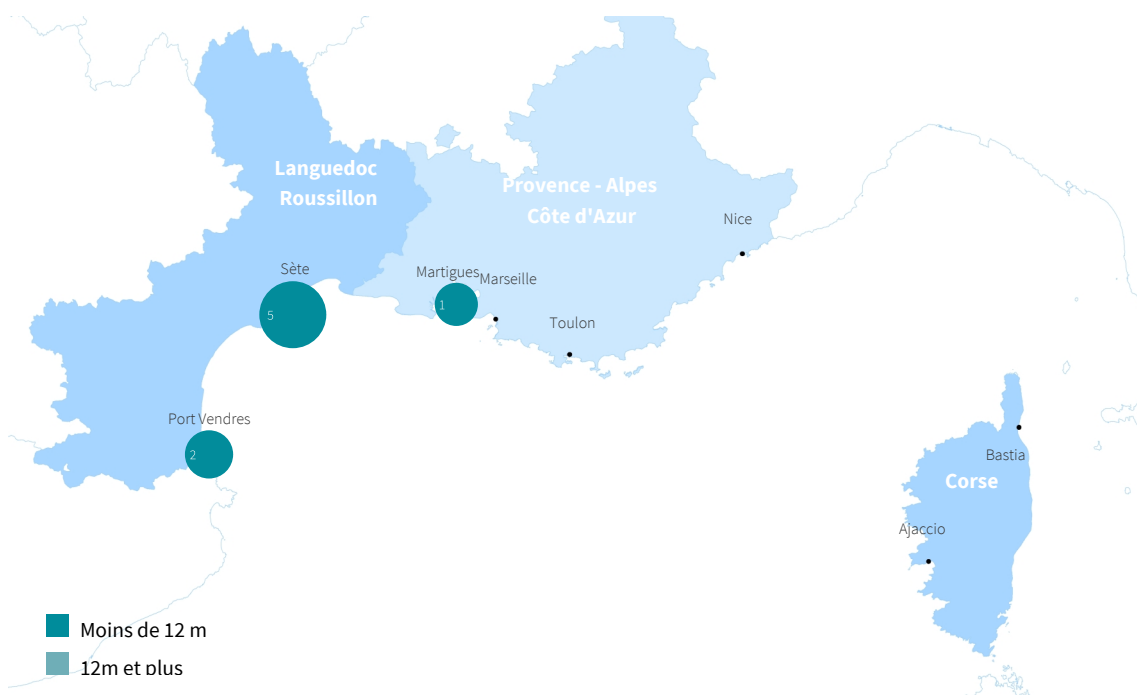 Languedoc
Roussillon
Provence - Alpes
Côte d'Azur
Nice
Sète
Martigues
Marseille
5
1
Toulon
Port Vendres
2
Bastia
Corse
Ajaccio
Moins de 12 m
12m et plus